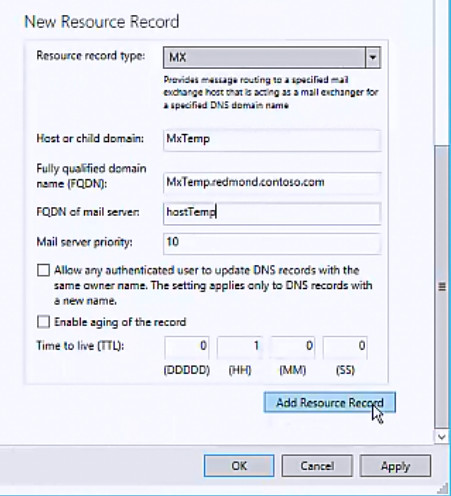 New Resource Record
Resource record type: MX
Provides message routing to a specified mail
exchange host that is acting as a mail exchanger for
a specified DNS domain name
Host or child domain: MxTemp
Fully qualified domain
name (FQDN): MxTemp.redmond.contoso.com
FQDN of mail server: hostTemp
Mail server priority: 10
Allow any authenticated user to update DNS records with the
same owner name. The setting applies only to DNS records with
a new name.
Enable aging of the record
Time to live (TTL): 0 1 0 0
(DDDDD) (HH) (MM) (SS)
Add Resource Record
OK Cancel Apply